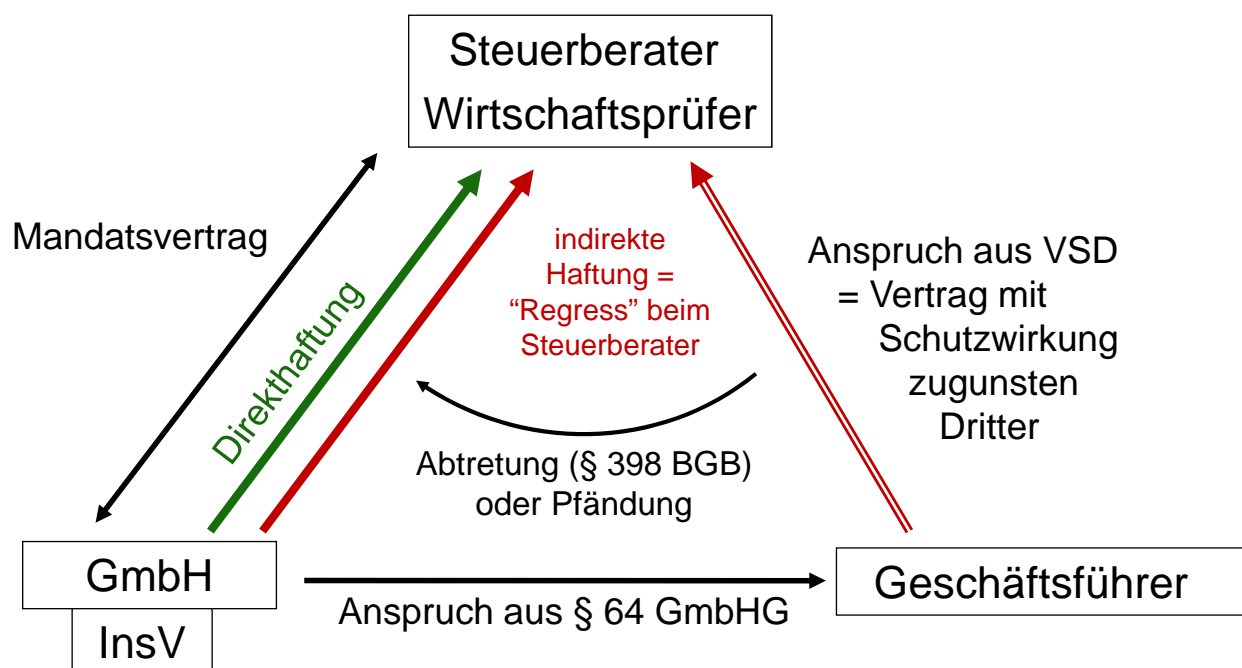 Steuerberater
Wirtschaftsprüfer
Mandatsvertrag
Direkthaftung
indirekte
Haftung =
“Regress” beim
Steuerberater
Anspruch aus VSD
= Vertrag mit
Schutzwirkung
zugunsten
Dritter
Abtretung (§ 398 BGB)
oder Pfändung
GmbH
InsV
Anspruch aus § 64 GmbHG
Geschäftsführer